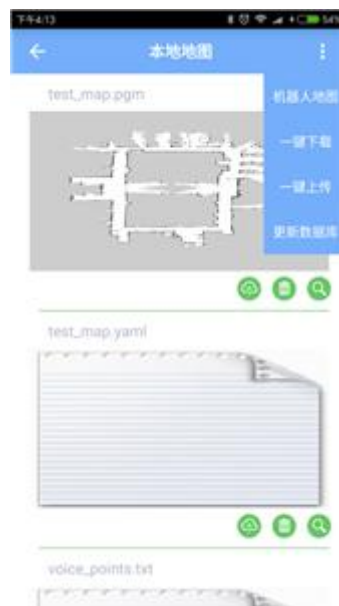 下午4:13
54%
本地地图
test_map.pgm
机器人地图
一键下载
一键上传
更新数据库
test_map.yaml
voice_points.txt